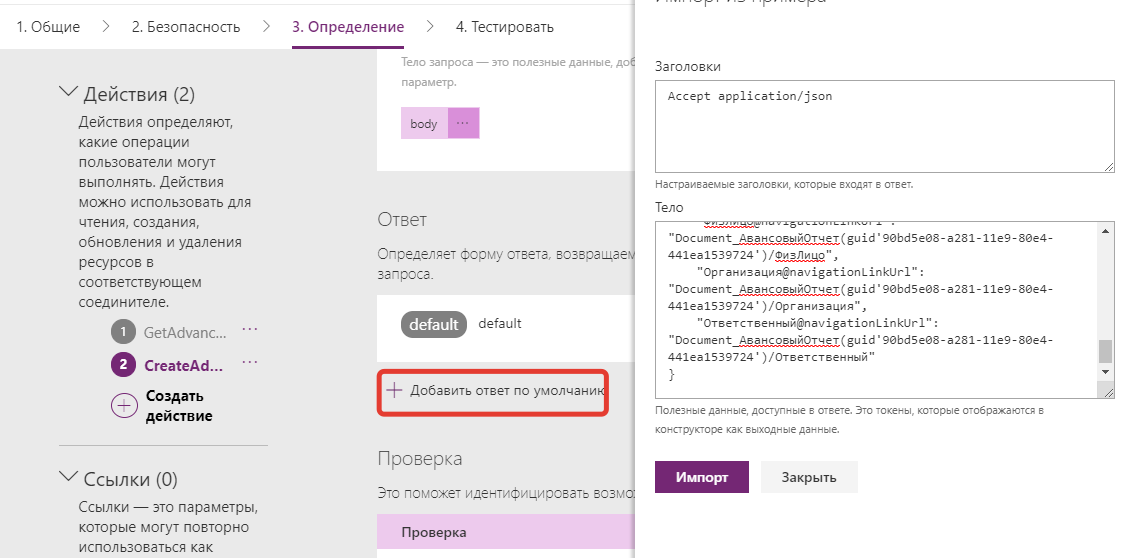 Импорт из примера
1. Общие
2. Безопасность
3. Определение
4. Тестировать
Действия (2)
Действия определяют,
какие операции
пользователи могут
выполнять. Действия
можно использовать для
чтения, создания,
обновления и удаления
ресурсов в
соответствующем
соединителе.
1 GetAdvanc... ...
2 CreateAd... ...
Создать
действие
Ссылки (0)
Ссылки — это параметры,
которые могут повторно
использоваться как
Тело запроса — это полезные данные, доб
параметр.
body ...
Ответ
Определяет форму ответа, возвращаем
запроса.
default default
Добавить ответ по умолчанию
Проверка
Это поможет идентифицировать возмо
Проверка
Заголовки
Accept application/json
Настраиваемые заголовки, которые входят в ответ.
Тело
"ФизЛицо@navigationLinkUrl":
"Document_АвансовыйОтчет(guid'90bd5e08-a281-11e9-80e4-
441ea1539724')/ФизЛицо",
"Организация@navigationLinkUrl":
"Document_АвансовыйОтчет(guid'90bd5e08-a281-11e9-80e4-
441ea1539724')/Организация",
"Ответственный@navigationLinkUrl":
"Document_АвансовыйОтчет(guid'90bd5e08-a281-11e9-80e4-
441ea1539724')/Ответственный"
}
Полезные данные, доступные в ответе. Это токены, которые отображаются в
конструкторе как выходные данные.
Импорт
Закрыть